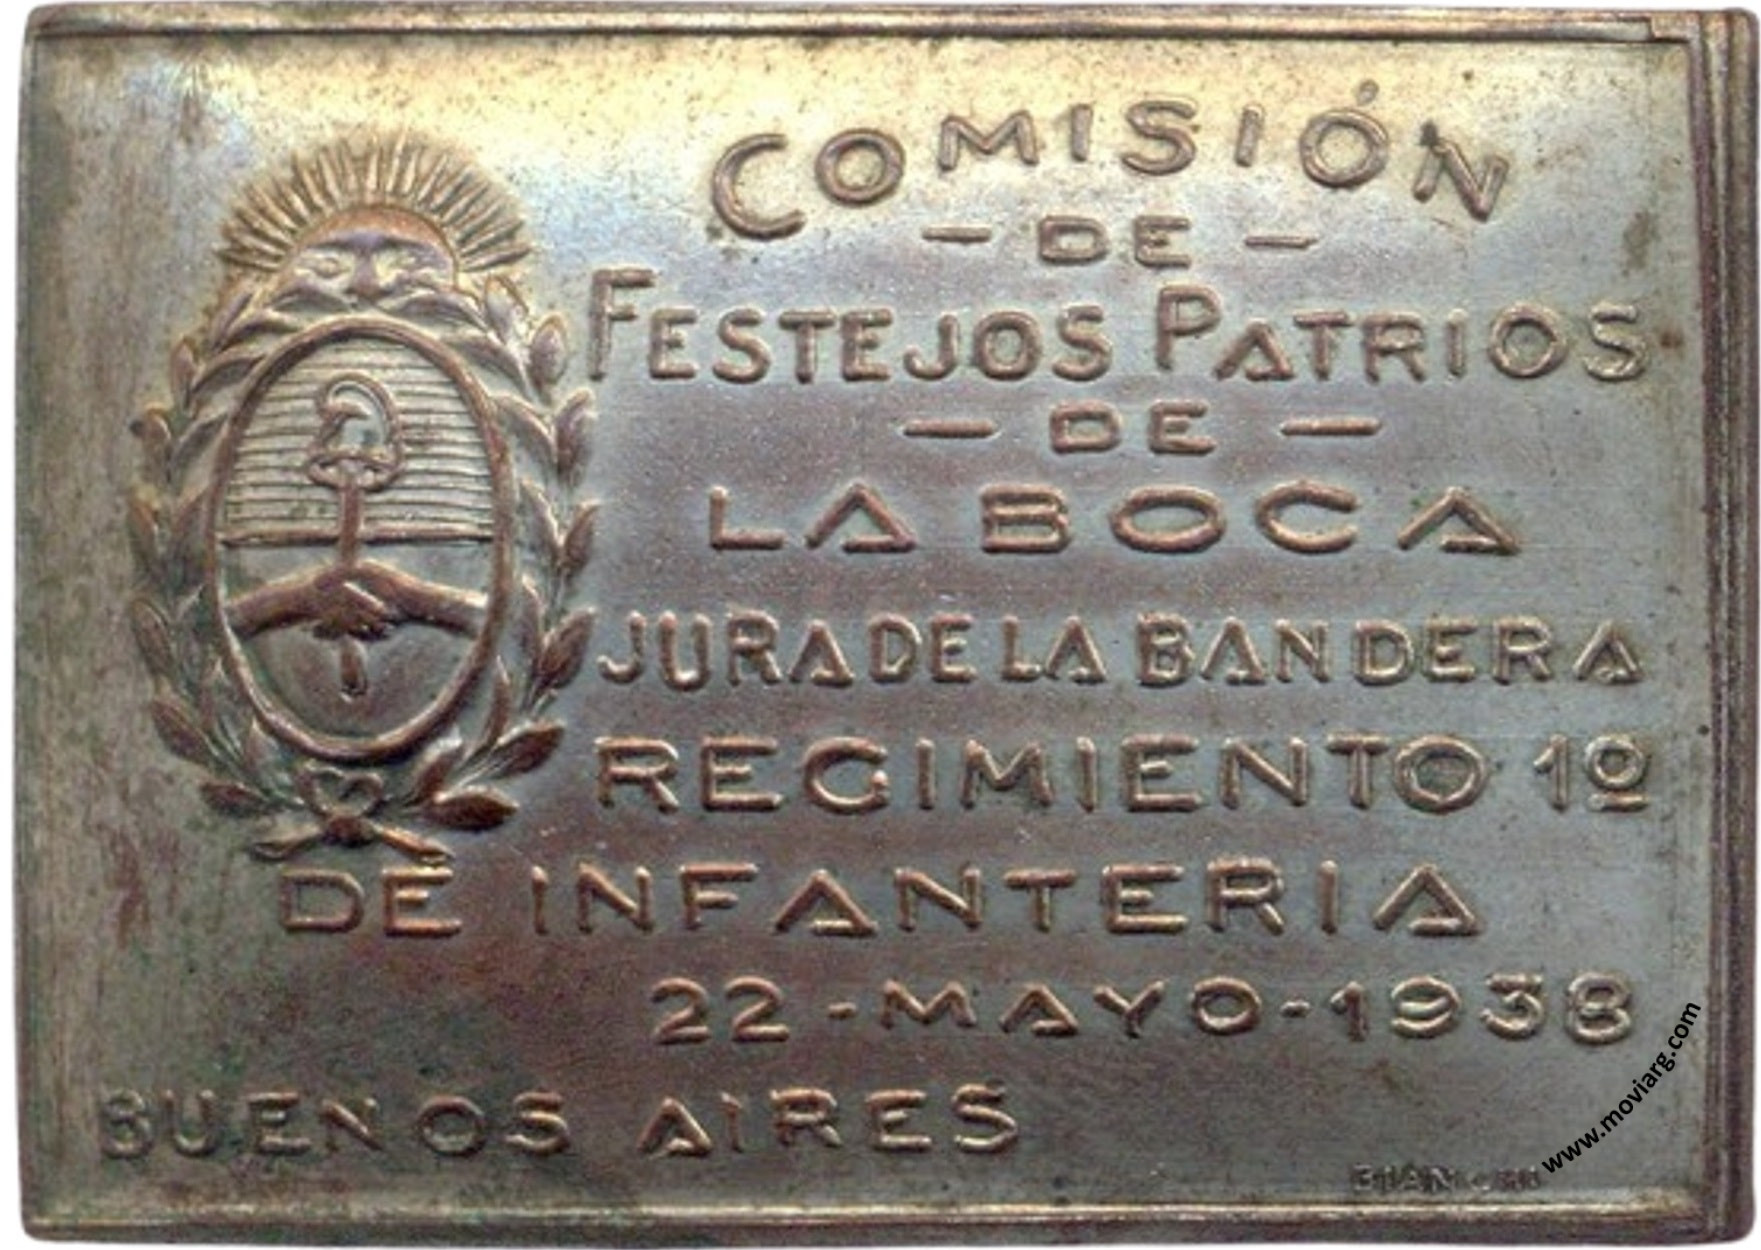 COMISIÓN
- DE -
FESTEJOS PATRIOS
- DE -
LA BOCA
JURA DE LA BANDERA
REGIMIENTO 1º
DE INFANTERIA
22 - MAYO - 1938
BUENOS AIRES
www.moviarg.com